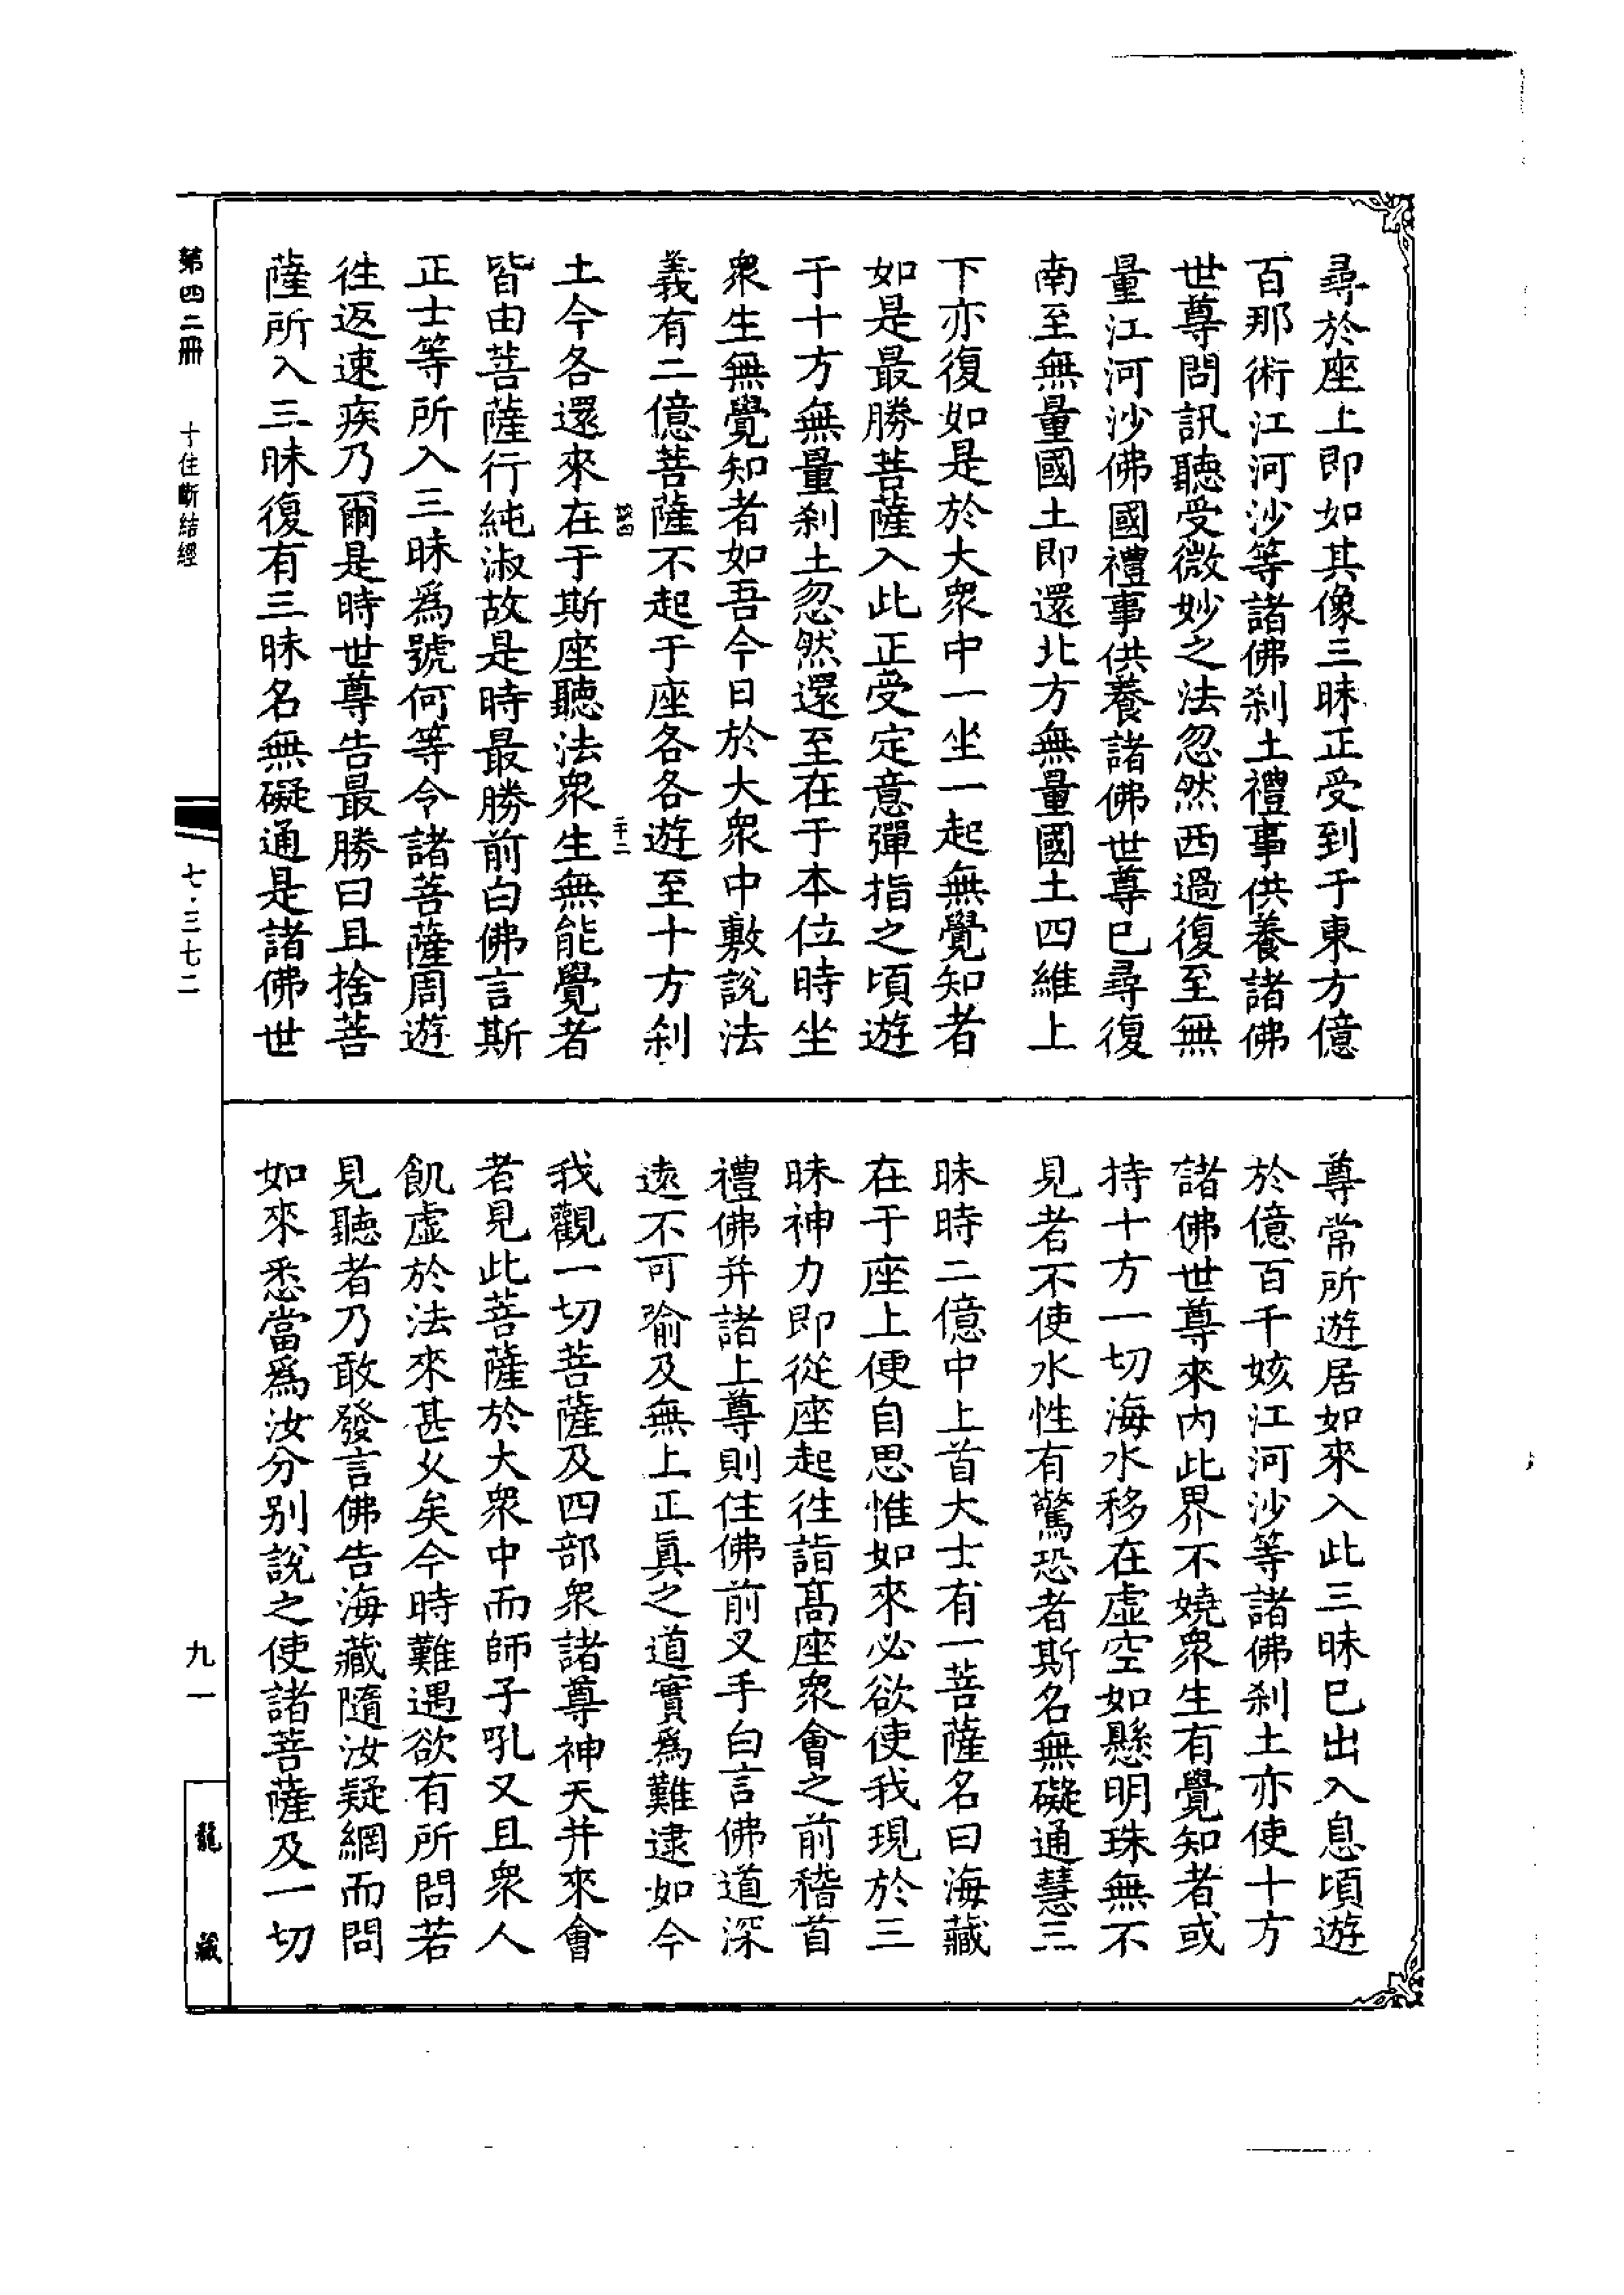 尋於座上即如其像三昧正受到于東方億
百那術江河沙等諸佛刹土禮事供養諸佛
世尊問訊聽受微妙之法忽然西過復至無
量江河沙佛國禮事供養諸佛世尊已尋復
南至無量國土即還北方無量國土四維上
下亦復如是於大衆中一坐一起無覺知者
如是最勝菩薩入此正受定意彈指之頃遊
于十方無量刹土忽然還至在于本位時坐
衆生無覺知者如吾今日於大衆中敷說法
義有二億菩薩不起于座各各遊至十方刹
二十二
土今各還來在于斯座聽法衆生無能覺者
皆由菩薩行純淑故是時最勝前白佛言斯
正士等所入三昧爲號何等令諸菩薩周遊
徃返速疾乃爾是時世尊告最勝曰且捨菩
薩所入三昧復有三昧名無礙通是諸佛世
尊常所遊居如來入此三昧已出入息頃遊
於億百千姟江河沙等諸佛刹土亦使十方
諸佛世尊來內此界不嬈衆生有覺知者或
持十方一切海水移在虛空如懸明珠無不
見者不使水性有驚恐者斯名無礙通慧三
昧時二億中上首大士有一菩薩名曰海藏
在于座上便自思惟如來必欲使我現於三
昧神力即從座起徃詣髙座衆會之前稽首
禮佛并諸上尊則住佛前叉手白言佛道深
遠不可踰及無上正眞之道實爲難逮如今
我觀一切菩薩及四部衆諸尊神天并來會
者見此菩薩於大衆中而師子吼又且衆人
飢虛於法來甚乆矣今時難遇欲有所問若
見聽者乃敢發言佛告海藏隨汝疑網而問
如來悉當爲汝分别說之使諸菩薩及一切
第四二冊
十住斷結經
七·三七二
九一
龍藏